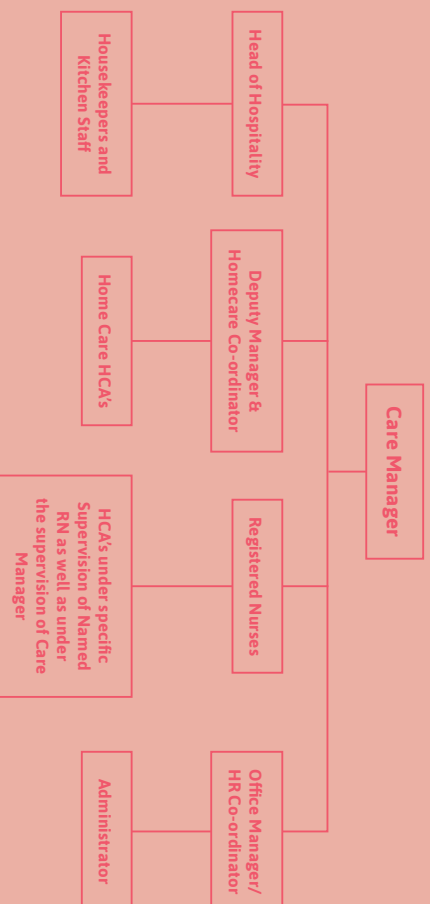 Care Manager
Head of Hospitality
Deputy Manager &
Homecare Co-ordinator
Registered Nurses
Office Manager/
HR Co-ordinator
Housekeepers and
Kitchen Staff
Home Care HCA's
HCA's under specific
Supervision of Named
RN as well as under
the supervision of Care
Manager
Administrator